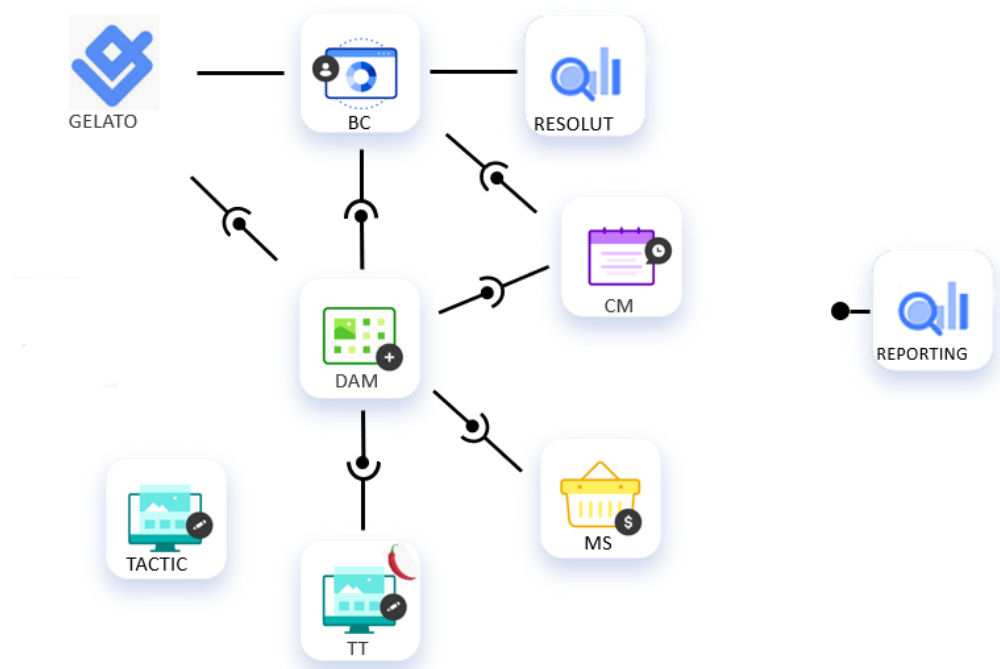 GELATO
BC
RESOLUT
CM
REPORTING
DAM
$
MS
TACTIC
TT